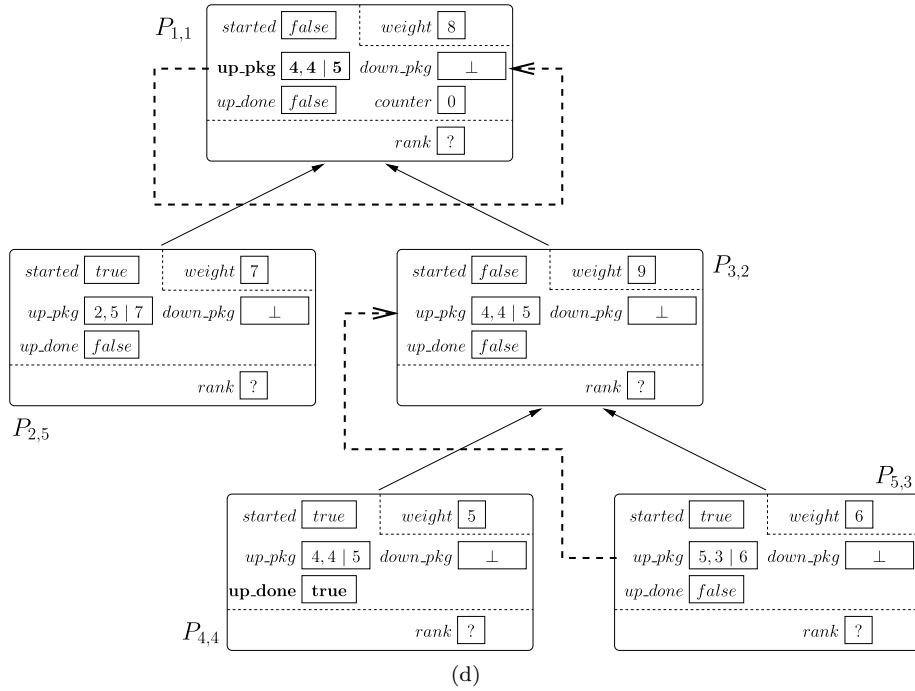 P1,1
started false weight 8
up_pkg 4, 4 | 5 down_pkg ⊥
up_done false counter 0
rank ?
started true weight 7
up_pkg 2, 5 | 7 down_pkg ⊥
up_done false
rank ?
P2,5
started false weight 9
up_pkg 4, 4 | 5 down_pkg ⊥
up_done false
rank ?
P3,2
started true weight 5
up_pkg 4, 4 | 5 down_pkg ⊥
up_done true
rank ?
P4,4
P5,3
started true weight 6
up_pkg 5, 3 | 6 down_pkg ⊥
up_done false
rank ?
(d)